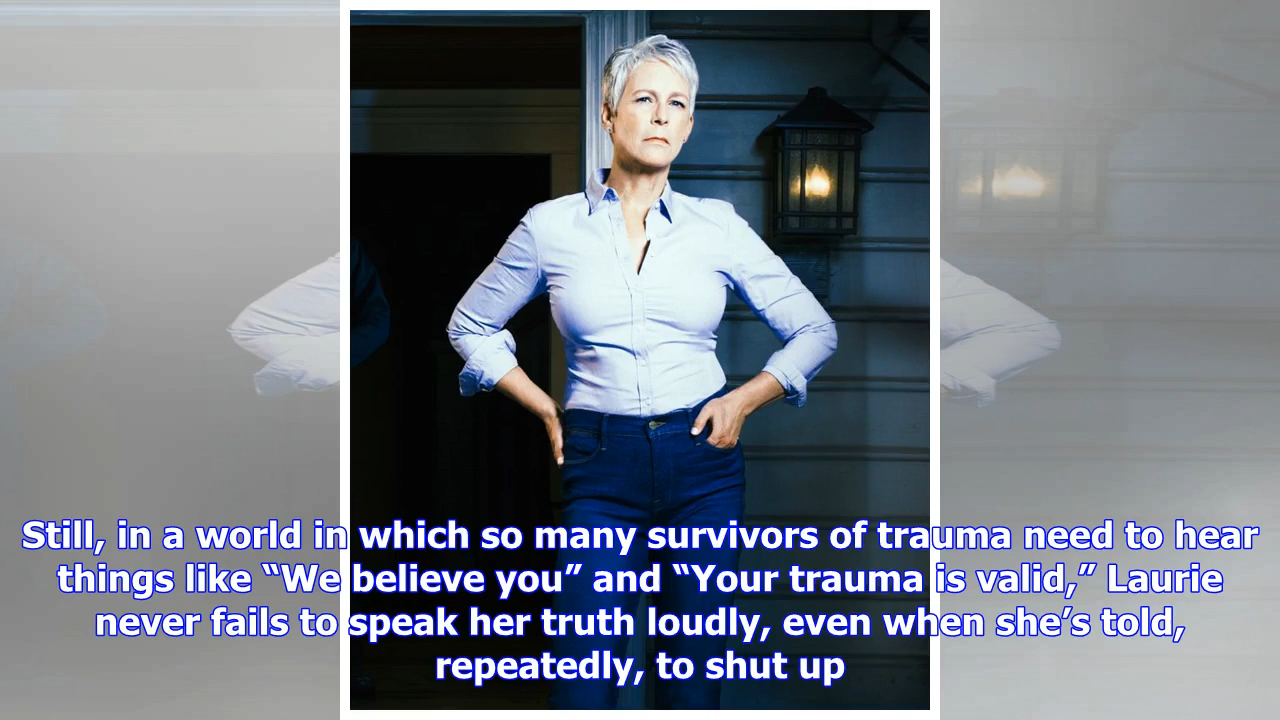 Still, in a world in which so many survivors of trauma need to hear
things like “We believe you” and “Your trauma is valid,” Laurie
never fails to speak her truth loudly, even when she’s told,
repeatedly, to shut up